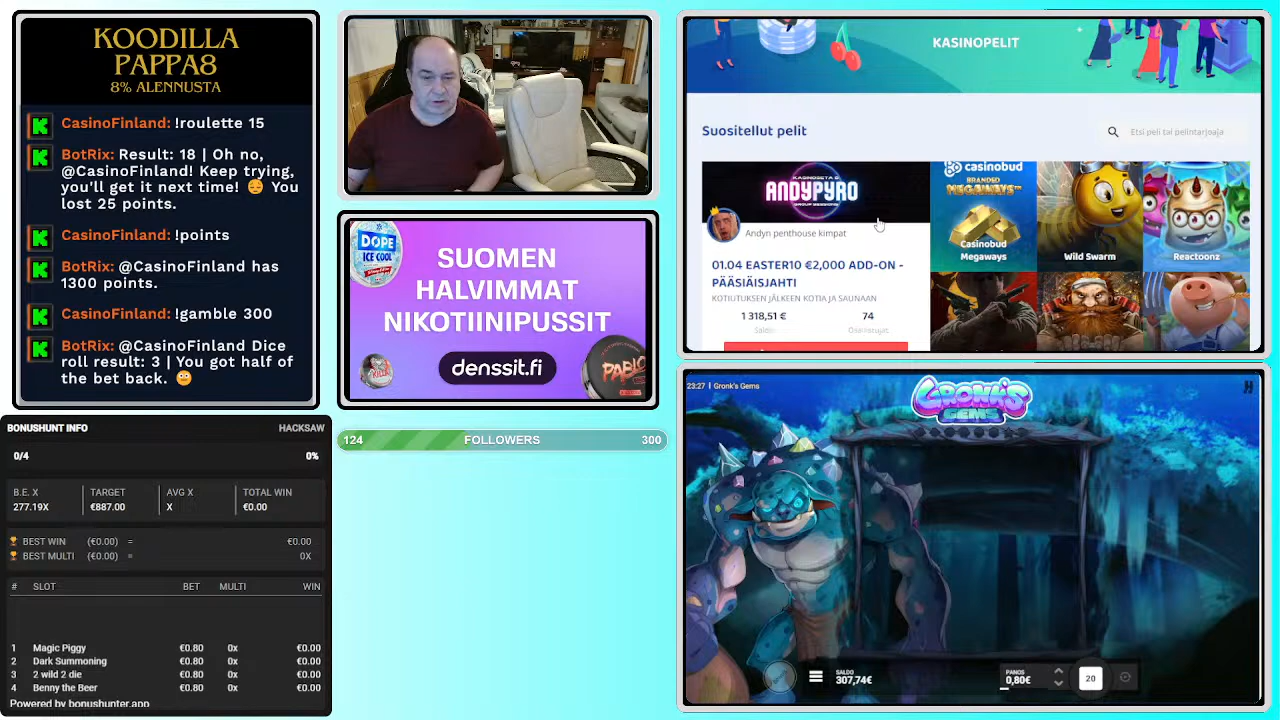 KOODILLA
PAPPA8
8% ALENNUSTA
CasinoFinland: !roulette 15
BotRix: Result: 18 | Oh no,
@CasinoFinland! Keep trying,
you'll get it next time! 😔 You
lost 25 points.
CasinoFinland: !points
BotRix: @CasinoFinland has
1300 points.
CasinoFinland: !gamble 300
BotRix: @CasinoFinland Dice
roll result: 3 | You got half of
the bet back. 🙄
DOPE
ICE COOL
SUOMEN
HALVIMMAT
NIKOTIINIPUSSIT
denssit.fi
KILLA
PABLO
124 FOLLOWERS 300
BONUSHUNT INFO HACKSAW
0/4 0%
B.E. X TARGET AVG X TOTAL WIN
277.19X €887.00 X €0.00
BEST WIN (€0.00) = €0.00
BEST MULTI (€0.00) = 0X
# SLOT BET MULTI WIN
1 Magic Piggy €0.80 0x €0.00
2 Dark Summoning €0.80 0x €0.00
3 2 wild 2 die €0.80 0x €0.00
4 Benny the Beer €0.80 0x €0.00
Powered by bonushunter.app
KASINOPELIT
Suositellut pelit
Etsi peli tai pelintarjoaja
ANDYPYRO
GROUP SESSIONS
Andyn penthouse kimpat
01.04 EASTER10 €2,000 ADD-ON -
PÄÄSIÄISJAHTI
KOTIUTUKSEN JÄLKEEN KOTIA JA SAUNAAN
1 318,51 € 74
Saldo Osallistujat
casinobud
BRANDED
MEGAWAYS™
Casinobud
Megaways
Wild Swarm
Reactoonz
23:27 | Gronk's Gems
GRONK'S
GEMS
SALDO
307,74€
PANOS
0,80€
20